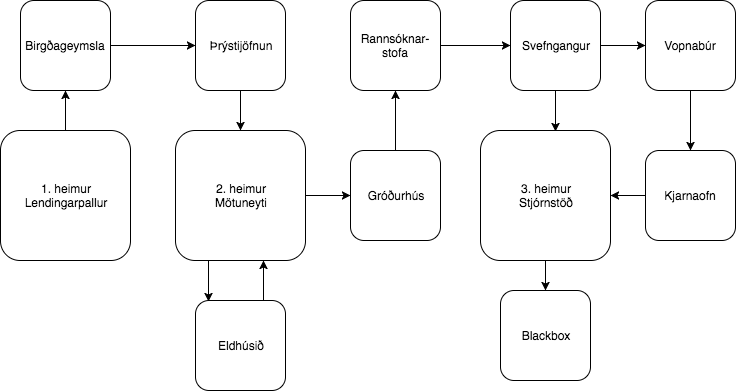 Birgðageymsla
Þrýstijöfnun
Rannsóknar-
stofa
Svefngangur
Vopnabúr
1. heimur
Lendingarpallur
2. heimur
Mötuneyti
Gróðurhús
3. heimur
Stjórnstöð
Kjarnaofn
Eldhúsið
Blackbox